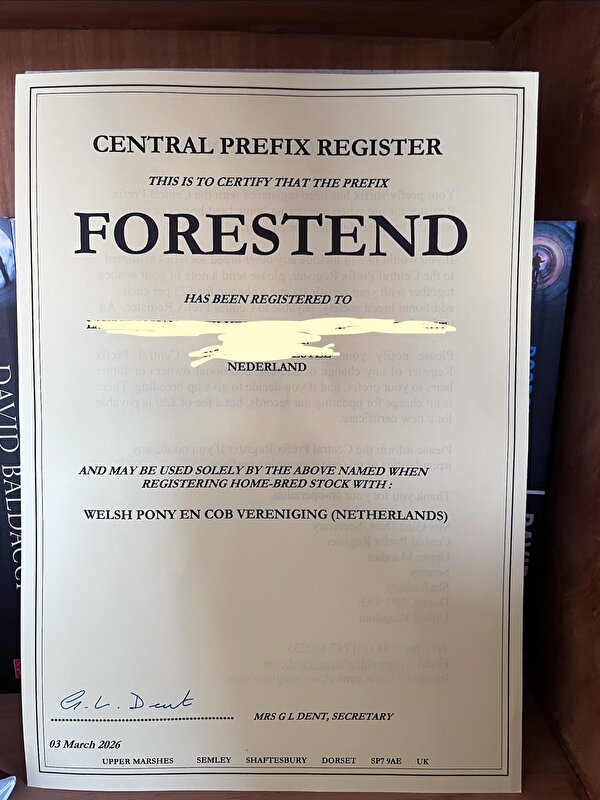 CENTRAL PREFIX REGISTER
THIS IS TO CERTIFY THAT THE PREFIX
FORESTEND
HAS BEEN REGISTERED TO
NEDERLAND
AND MAY BE USED SOLELY BY THE ABOVE NAMED WHEN
REGISTERING HOME-BRED STOCK WITH :
WELSH PONY EN COB VERENIGING (NETHERLANDS)
G. L. Dent
MRS G L DENT, SECRETARY
03 March 2026
UPPER MARSHES SEMLEY SHAFTESBURY DORSET SP7 9AE UK
DAVID BALDACCI
DAVID